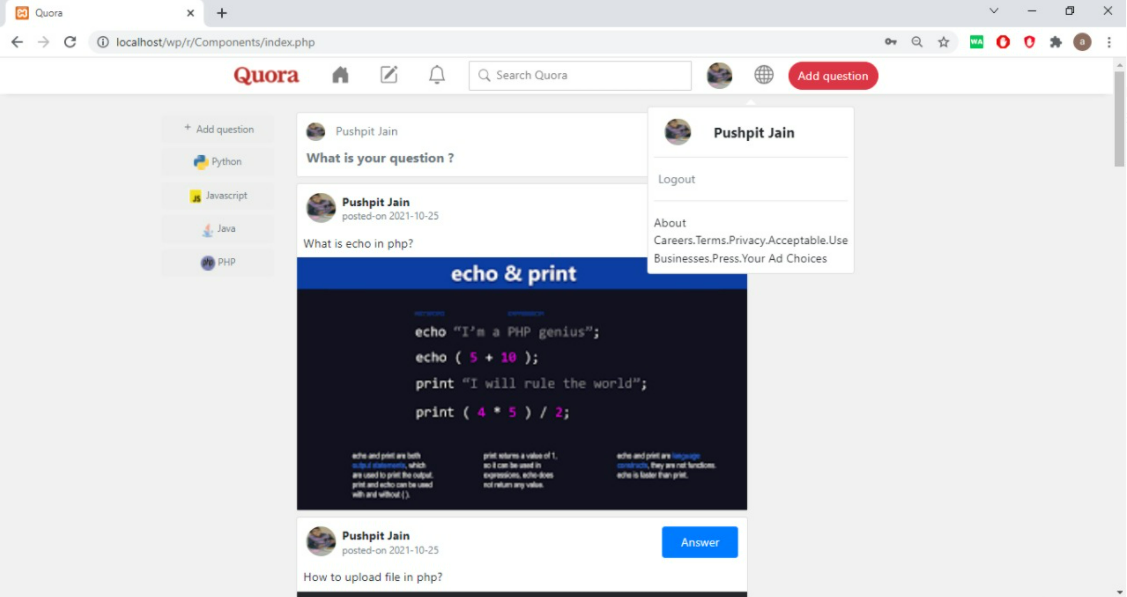 Quora
localhost/wp/r/Components/index.php
WA
a
Quora
Search Quora
Add question
+ Add question
Python
JS Javascript
Java
php PHP
Pushpit Jain
What is your question ?
Pushpit Jain
Logout
About
Careers.Terms.Privacy.Acceptable.Use
Businesses.Press.Your Ad Choices
Pushpit Jain
posted-on 2021-10-25
What is echo in php?
echo & print
echo “I’m a PHP genius”;
echo ( 5 + 10 );
print “I will rule the world”;
print ( 4 * 5 ) / 2;
echo and print are both
output statements, which
are used to print the output.
print and echo can be used
with and without ( ).
print returns a value of 1,
so it can be used in
expressions, echo does
not return any value.
echo and print are language
constructs, they are not functions.
echo is faster than print.
Pushpit Jain
posted-on 2021-10-25
Answer
How to upload file in php?